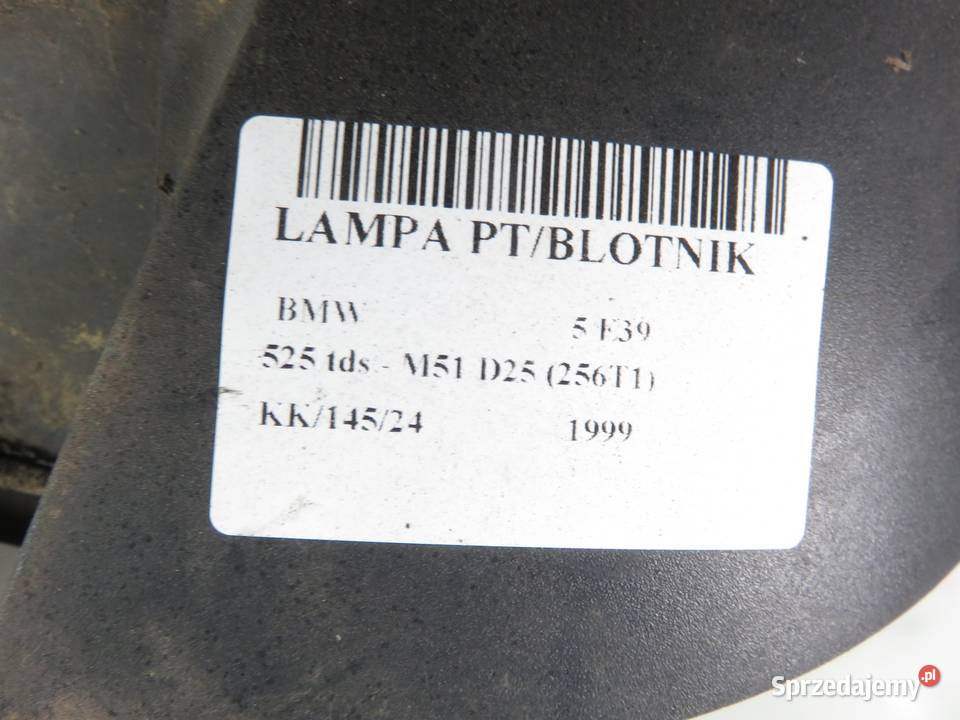 LAMPA PT/BLOTNIK
BMW 5 E39
525 tds - M51 D25 (256T1)
KK/145/24 1999
Sprzedajemy.pl